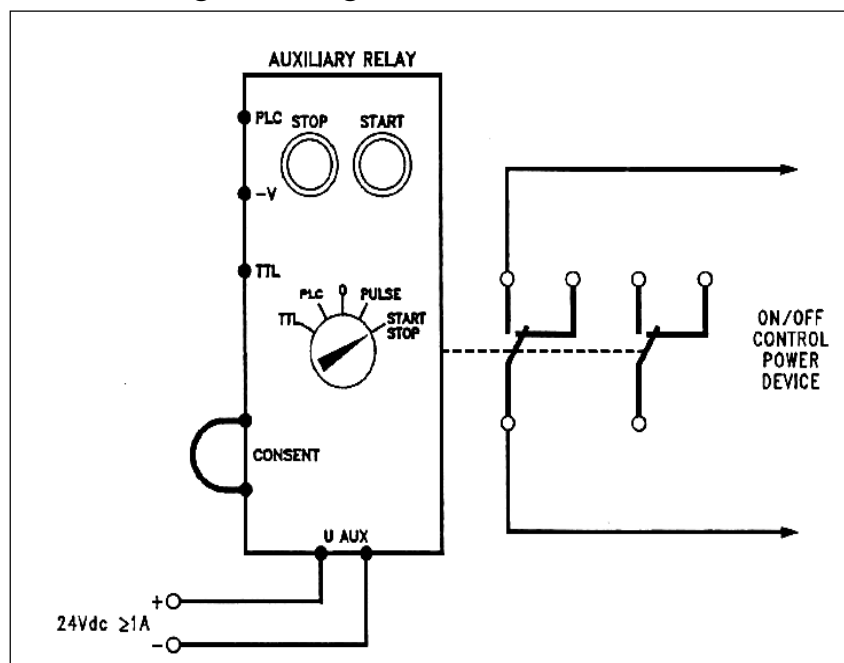 AUXILIARY RELAY
PLC
STOP
START
-V
TTL
TTL
PLC
0
PULSE
START
STOP
ON/OFF
CONTROL
POWER
DEVICE
CONSENT
U AUX
+
24Vdc ≥1A
-